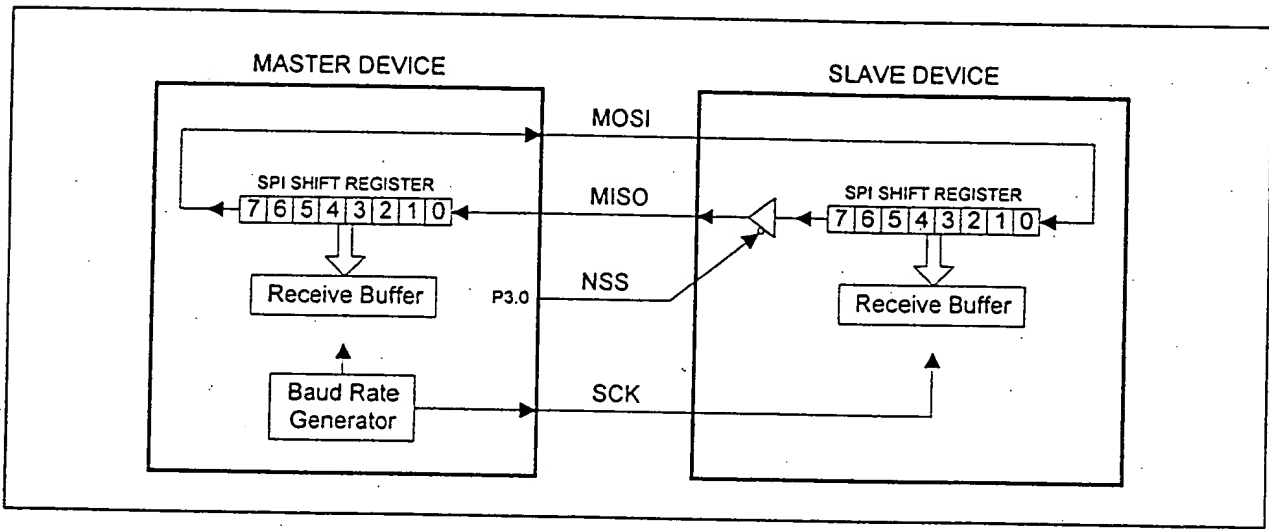 MASTER DEVICE
SLAVE DEVICE
MOSI
SPI SHIFT REGISTER
7 6 5 4 3 2 1 0
MISO
SPI SHIFT REGISTER
7 6 5 4 3 2 1 0
Receive Buffer
P3.0
NSS
Receive Buffer
Baud Rate
Generator
SCK